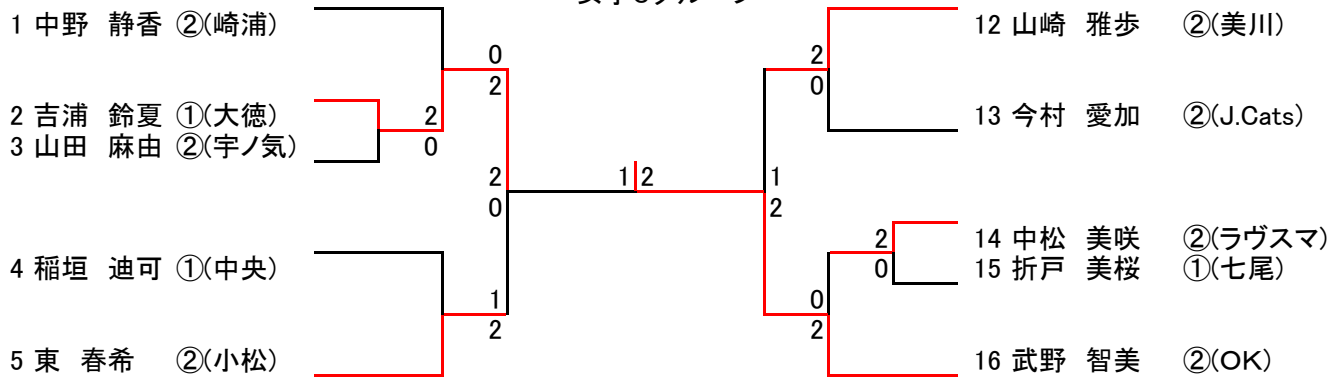 1 中野 静香 ②(崎浦)
2 吉浦 鈴夏 ①(大徳)
3 山田 麻由 ②(宇ノ気)
4 稲垣 迪可 ①(中央)
5 東 春希 ②(小松)
0
2
2
0
2
0
1
2
1 2
2
0
1
2
2
0
0
2
12 山崎 雅歩 ②(美川)
13 今村 愛加 ②(J.Cats)
14 中松 美咲 ②(ラヴスマ)
15 折戸 美桜 ①(七尾)
16 武野 智美 ②(OK)